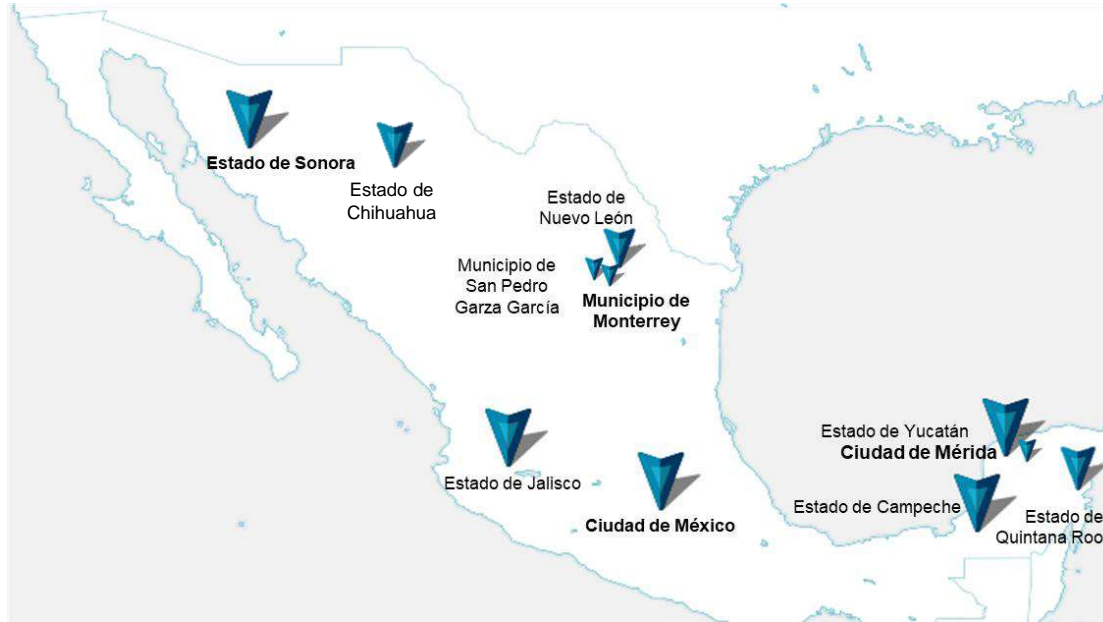 Estado de Sonora
Estado de
Chihuahua
Estado de
Nuevo León
Municipio de
San Pedro
Garza García
Municipio de
Monterrey
Estado de Jalisco
Ciudad de México
Estado de Yucatán
Ciudad de Mérida
Estado de Campeche
Estado de
Quintana Roo